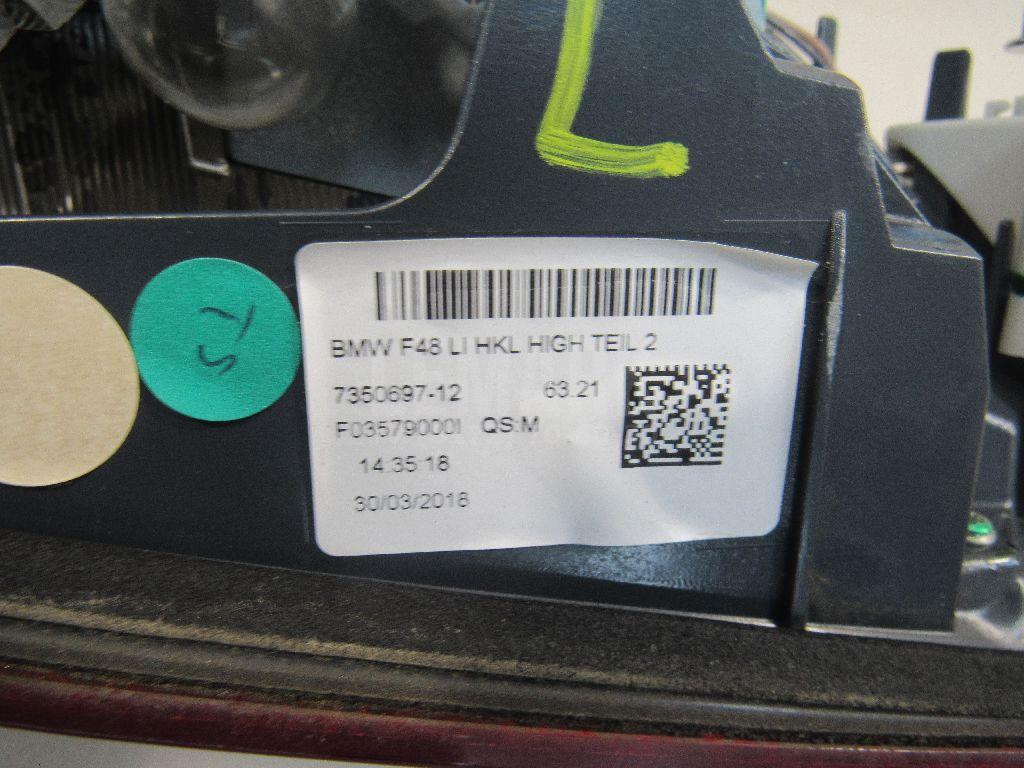 L
BMW F48 LI HKL HIGH TEIL 2
7350697-12 63.21
F03579000I QS:M
14:35:18
30/03/2018